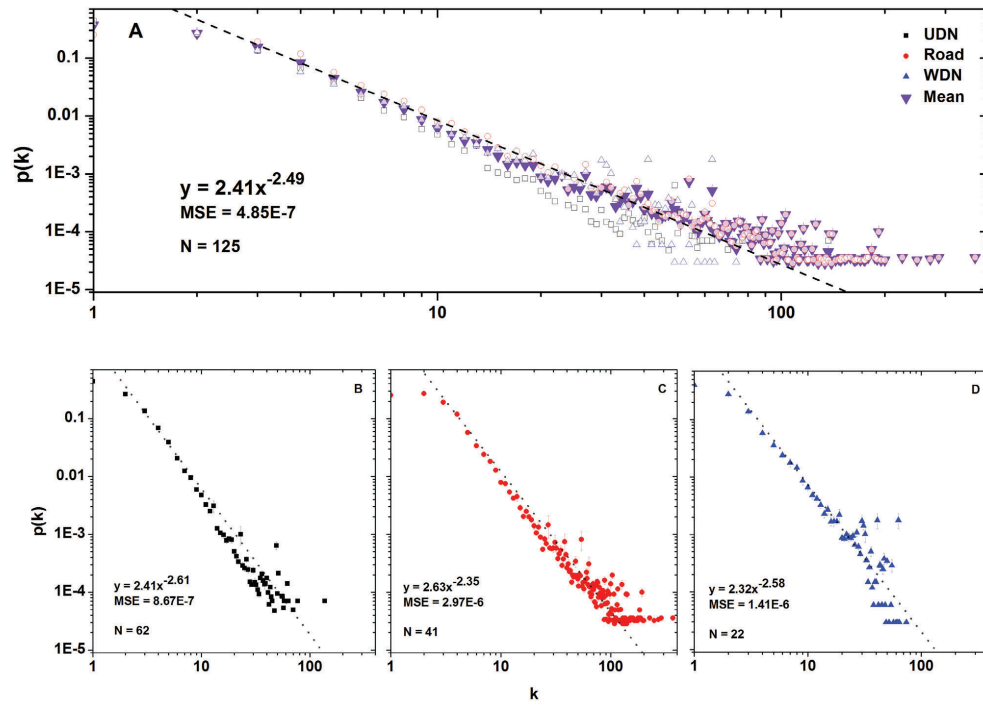 A
UDN
Road
WDN
Mean
0.1
0.01
1E-3
1E-4
1E-5
p(k)
y = 2.41x^-2.49
MSE = 4.85E-7
N = 125
1 10 100
B
0.1
0.01
1E-3
1E-4
1E-5
p(k)
y = 2.41x^-2.61
MSE = 8.67E-7
N = 62
1 10 100
C
y = 2.63x^-2.35
MSE = 2.97E-6
N = 41
1 10 100
D
y = 2.32x^-2.58
MSE = 1.41E-6
N = 22
1 10 100
k